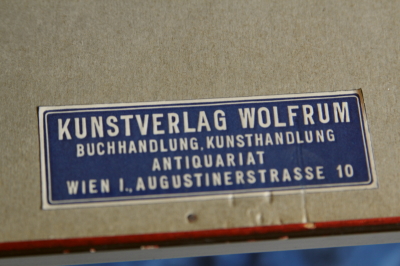 KUNSTVERLAG WOLFRUM
BUCHHANDLUNG, KUNSTHANDLUNG
ANTIQUARIAT
WIEN I., AUGUSTINERSTRASSE 10